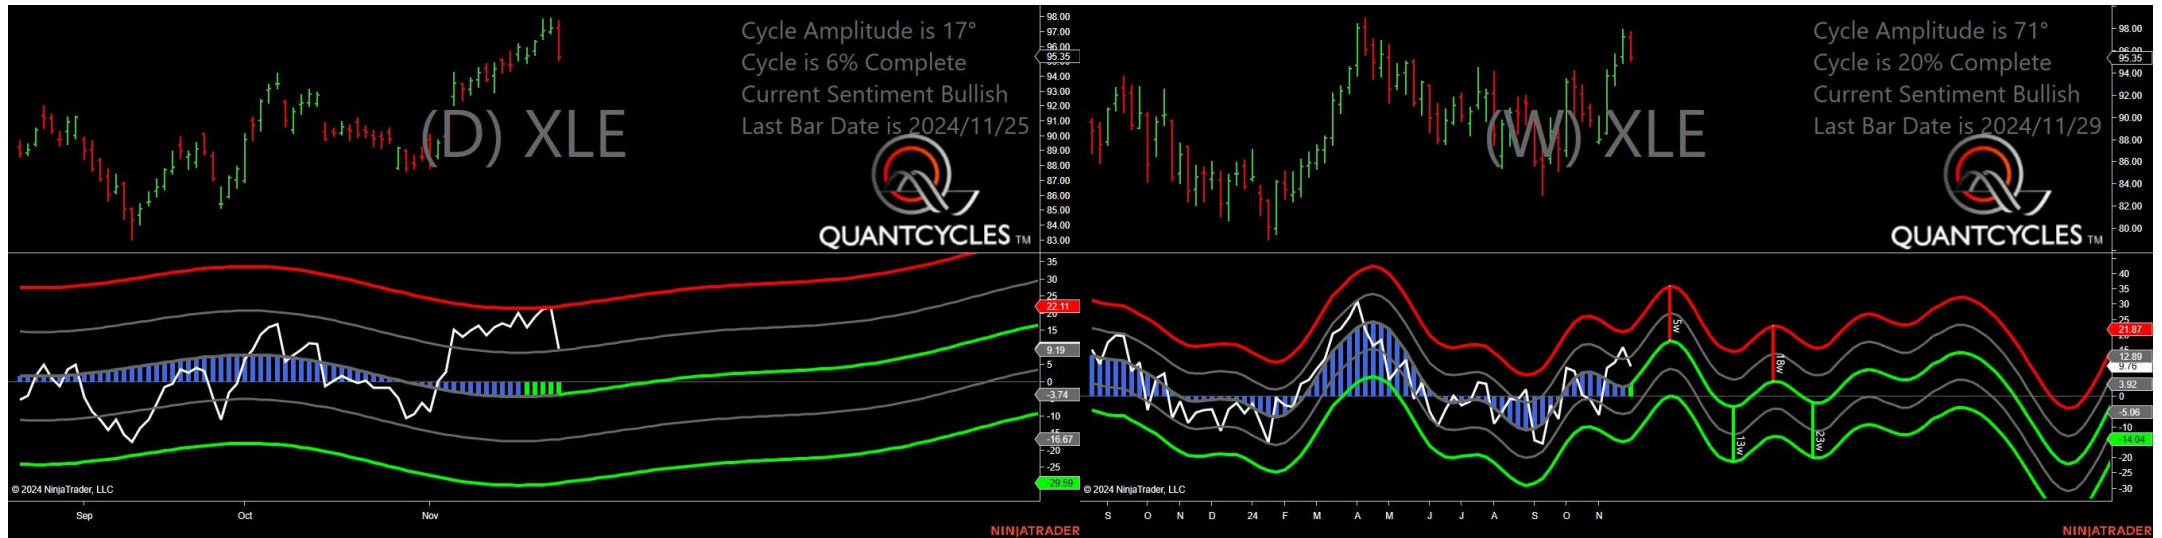 Cycle Amplitude is 17°
Cycle is 6% Complete
Current Sentiment Bullish
Last Bar Date is 2024/11/25
(D) XLE
QUANTCYCLES TM
98.00
97.00
96.00
95.35
94.00
93.00
92.00
91.00
90.00
89.00
88.00
87.00
86.00
85.00
84.00
83.00
35
30
25
22.11
20
15
9.19
5
0
-3.74
-10
-16.67
-20
-25
-29.59
© 2024 NinjaTrader, LLC
Sep Oct Nov
NINJATRADER
Cycle Amplitude is 71°
Cycle is 20% Complete
Current Sentiment Bullish
Last Bar Date is 2024/11/29
(W) XLE
QUANTCYCLES TM
98.00
96.00
95.35
94.00
92.00
90.00
88.00
86.00
84.00
82.00
80.00
40
35
30
25
21.87
15
12.89
9.76
3.92
0
-5.06
-10
-14.04
-20
-25
-30
5w
18w
13w
23w
© 2024 NinjaTrader, LLC
S O N D 24 F M A M J J A S O N
NINJATRADER